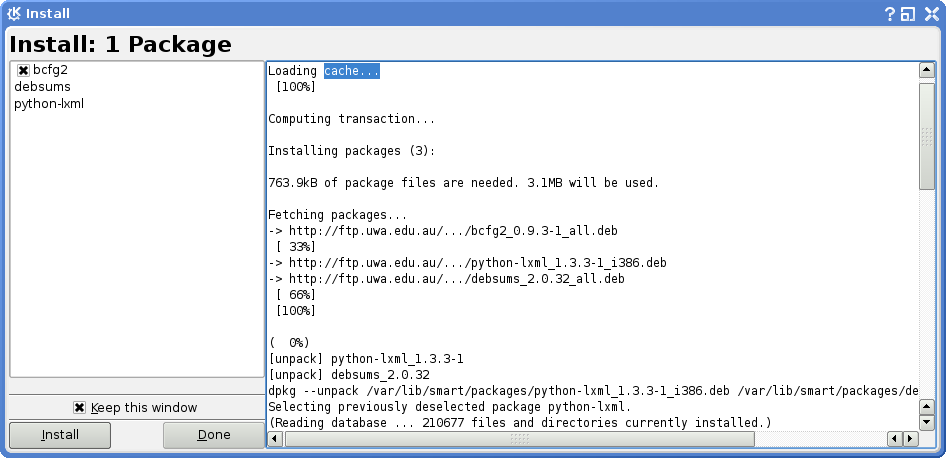 Install
Install: 1 Package
bcfg2
debsums
python-lxml
Keep this window
Install
Done
Loading cache...
[100%]
Computing transaction...
Installing packages (3):
763.9kB of package files are needed. 3.1MB will be used.
Fetching packages...
-> http://ftp.uwa.edu.au/.../bcfg2_0.9.3-1_all.deb
[ 33%]
-> http://ftp.uwa.edu.au/.../python-lxml_1.3.3-1_i386.deb
-> http://ftp.uwa.edu.au/.../debsums_2.0.32_all.deb
[ 66%]
[100%]
(  0%)
[unpack] python-lxml_1.3.3-1
[unpack] debsums_2.0.32
dpkg --unpack /var/lib/smart/packages/python-lxml_1.3.3-1_i386.deb /var/lib/smart/packages/de
Selecting previously deselected package python-lxml.
(Reading database ... 210677 files and directories currently installed.)